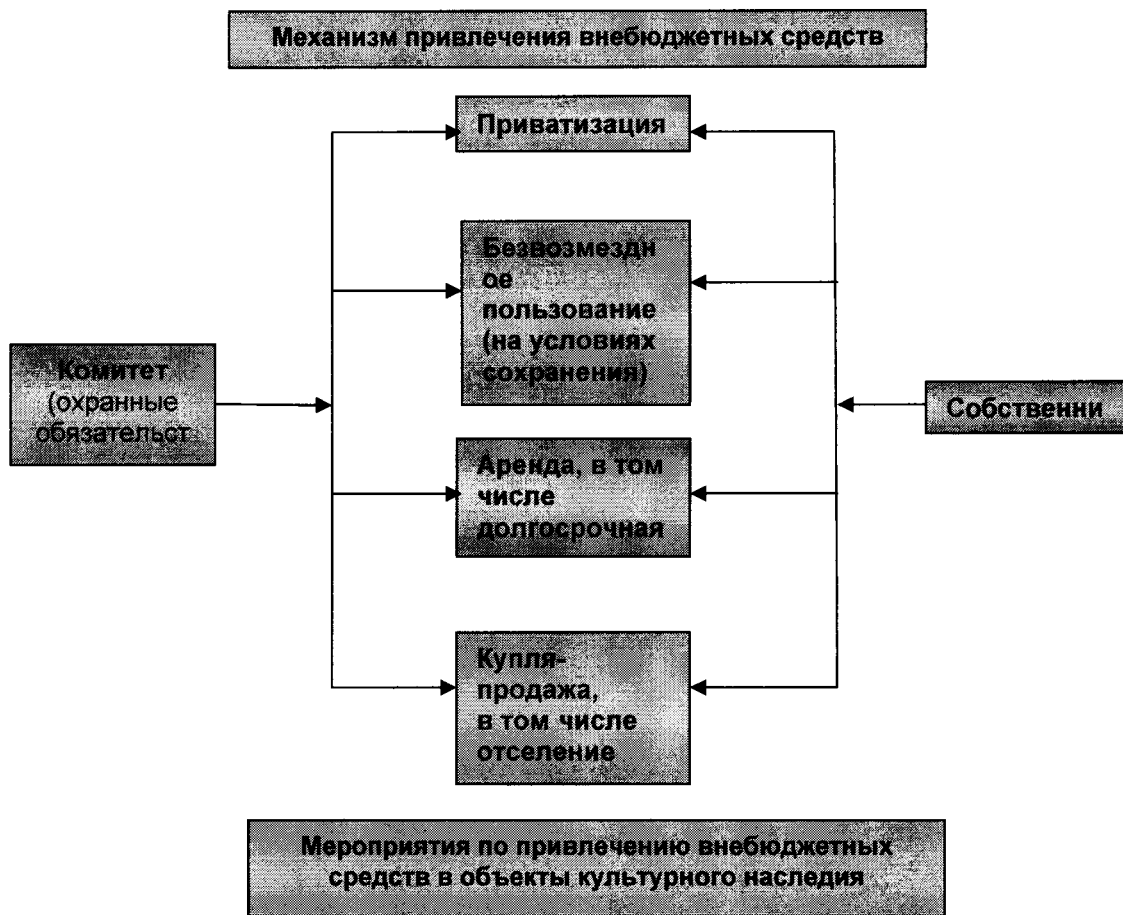 Механизм привлечения внебюджетных средств
Приватизация
Безвозмездн
ое
пользование
(на условиях
сохранения)
Комитет
(охранные
обязательст
Собственни
Аренда, в том
числе
долгосрочная
Купля-
продажа,
в том числе
отселение
Мероприятия по привлечению внебюджетных
средств в объекты культурного наследия